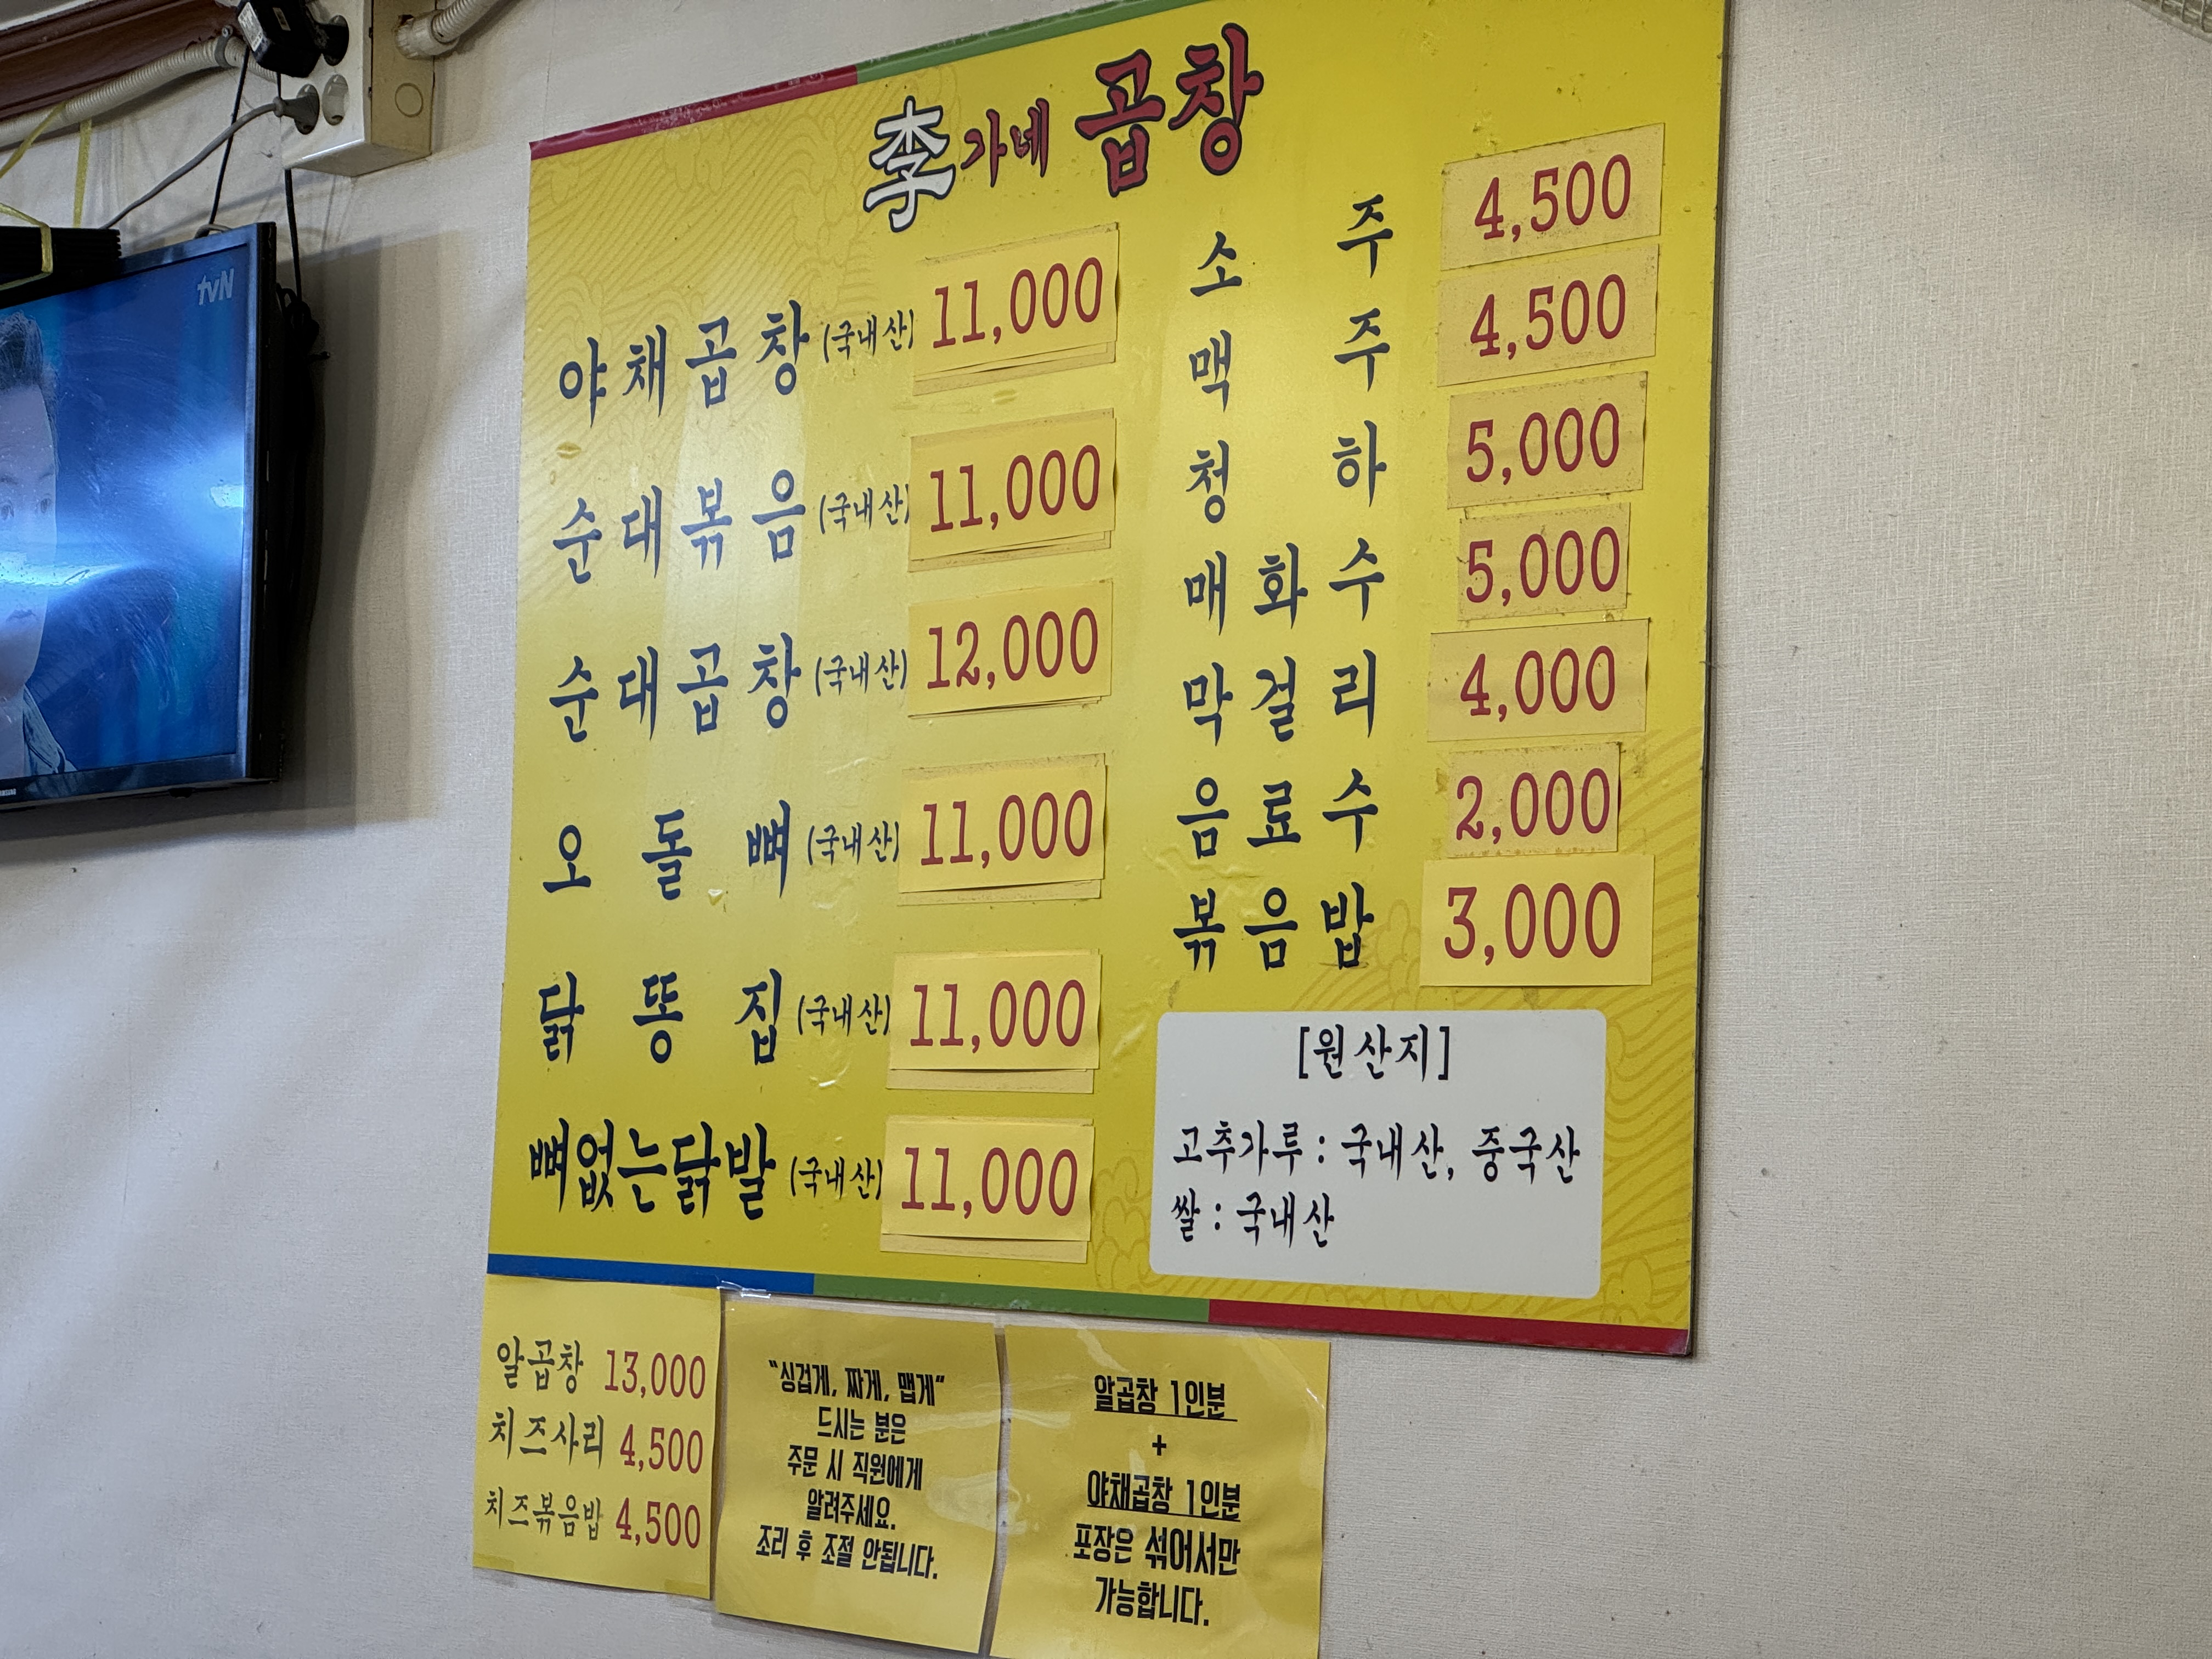 李가네 곱창
야채곱창 (국내산) 11,000
순대볶음 (국내산) 11,000
순대곱창 (국내산) 12,000
오돌뼈 (국내산) 11,000
닭똥집 (국내산) 11,000
뼈없는닭발 (국내산) 11,000
소주 4,500
맥주 4,500
청하 5,000
매화수 5,000
막걸리 4,000
음료수 2,000
볶음밥 3,000
[원산지]
고추가루 : 국내산, 중국산
쌀 : 국내산
알곱창 13,000
치즈사리 4,500
치즈볶음밥 4,500
"싱겁게, 짜게, 맵게"
드시는 분은
주문 시 직원에게
알려주세요.
조리 후 조절 안됩니다.
알곱창 1인분
+
야채곱창 1인분
포장은 섞어서만
가능합니다.
tvN